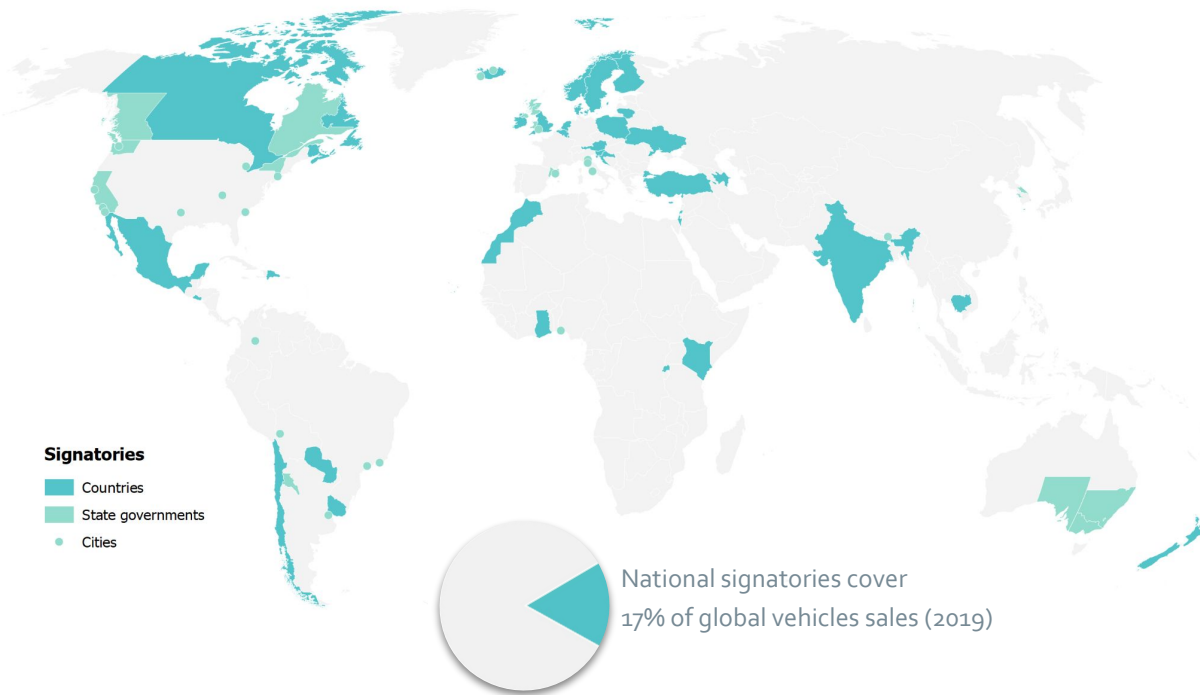 Signatories
Countries
State governments
Cities
National signatories cover
17% of global vehicles sales (2019)